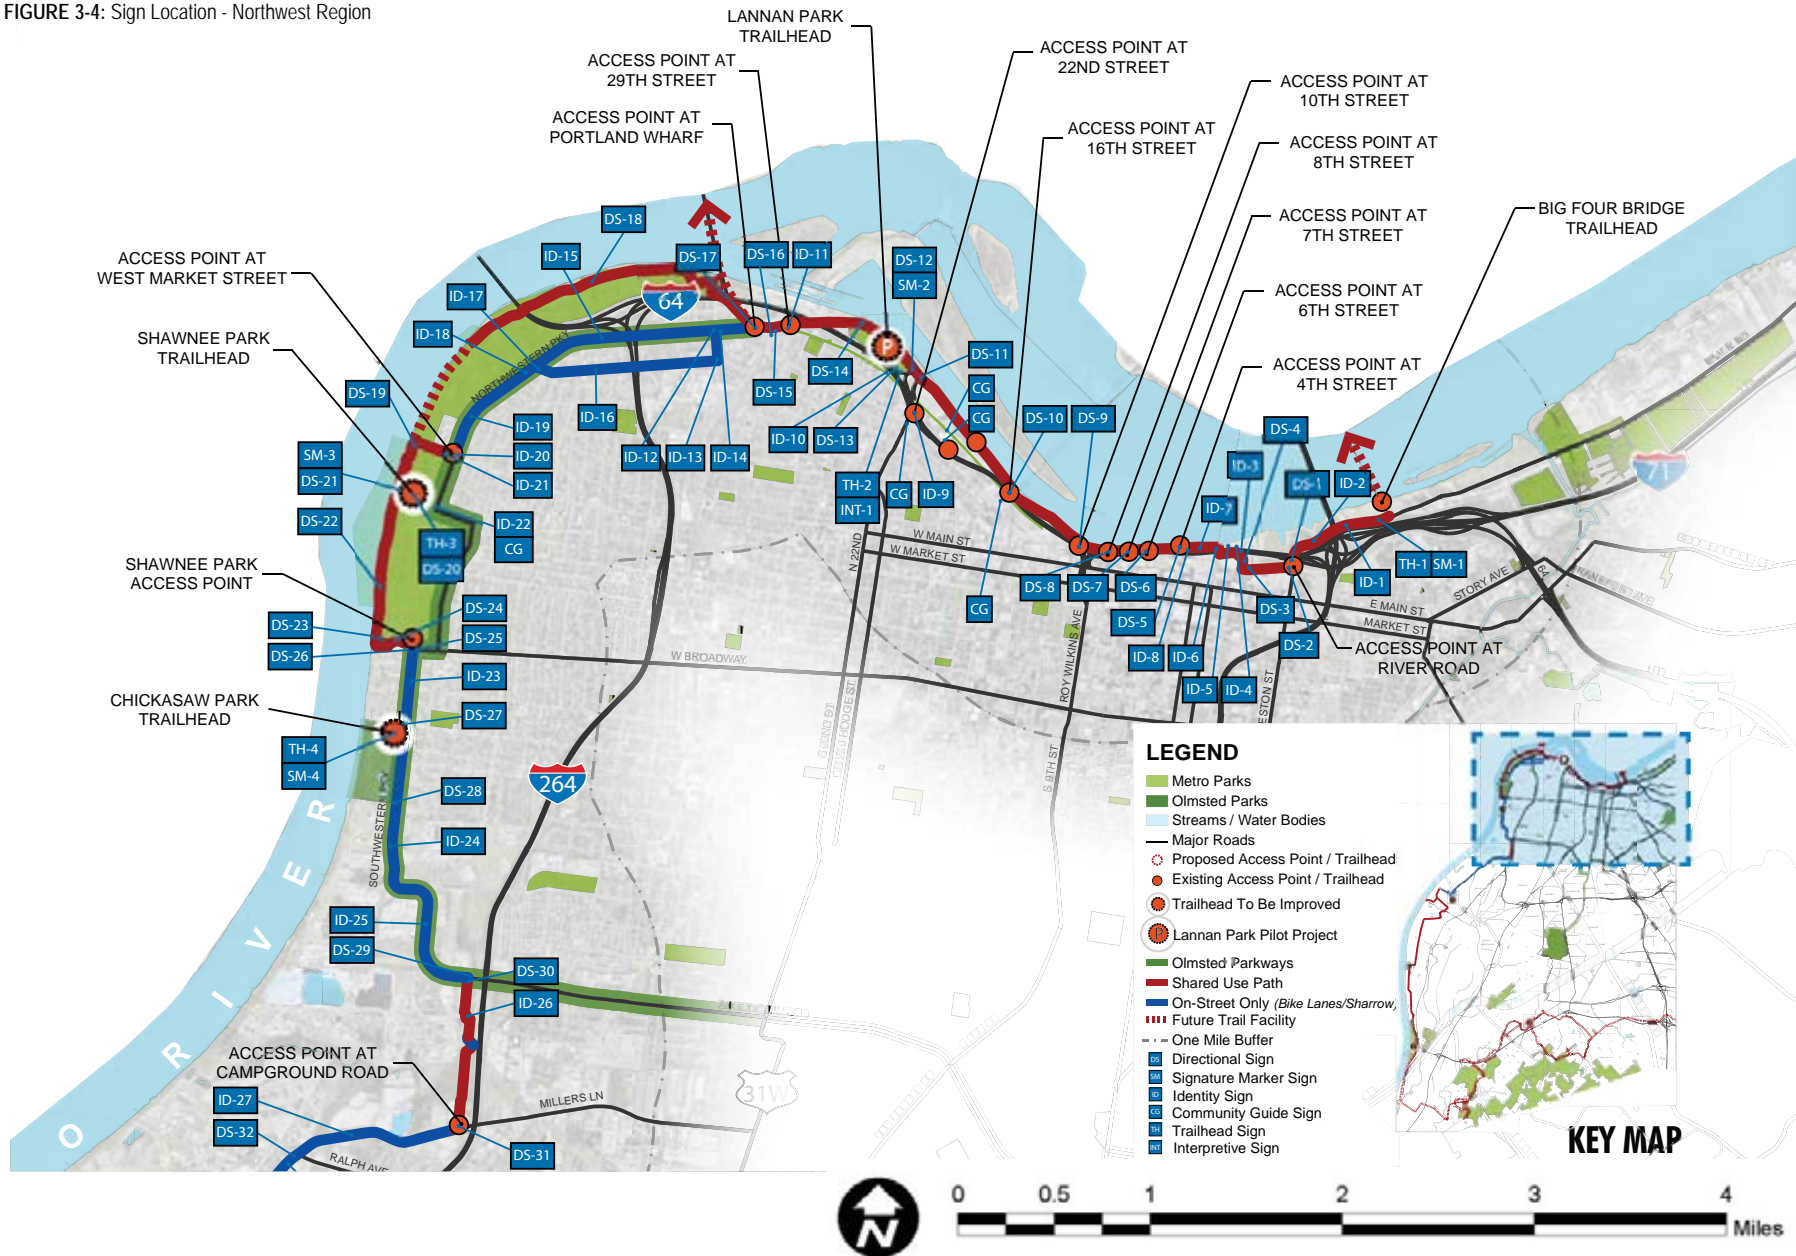 FIGURE 3-4: Sign Location - Northwest Region
LANNAN PARK
TRAILHEAD
ACCESS POINT AT
22ND STREET
ACCESS POINT AT
29TH STREET
ACCESS POINT AT
10TH STREET
ACCESS POINT AT
PORTLAND WHARF
ACCESS POINT AT
16TH STREET
ACCESS POINT AT
8TH STREET
ACCESS POINT AT
7TH STREET
BIG FOUR BRIDGE
TRAILHEAD
ACCESS POINT AT
WEST MARKET STREET
ACCESS POINT AT
6TH STREET
SHAWNEE PARK
TRAILHEAD
ACCESS POINT AT
4TH STREET
DS-18
ID-15
DS-17
DS-16
ID-11
DS-12
SM-2
ID-17
64
ID-18
NORTHWESTERN PKY
P
DS-14
DS-11
DS-19
DS-15
CG
CG
ID-16
DS-10
DS-9
ID-19
ID-20
ID-21
ID-12
ID-13
ID-14
ID-10
DS-13
DS-4
ID-3
DS-1
ID-2
71
SM-3
DS-21
TH-2
INT-1
CG
ID-9
DS-22
ID-22
CG
ID-7
TH-3
DS-20
N 22ND
W MAIN ST
W MARKET ST
SHAWNEE PARK
ACCESS POINT
DS-8
DS-7
DS-6
ID-1
TH-1
SM-1
STORY AVE
64
CG
DS-5
DS-3
E MAIN ST
MARKET ST
DS-24
DS-23
DS-25
DS-26
DS-2
ACCESS POINT AT
RIVER ROAD
W BROADWAY
ROY WILKINS AVE
ID-8
ID-6
ID-5
ID-4
ID-23
CHICKASAW PARK
TRAILHEAD
DS-27
TH-4
SM-4
S 9TH ST
264
DS-28
SOUTHWESTERN PKY
ID-24
ID-25
DS-29
DS-30
ID-26
O R I V E R
ACCESS POINT AT
CAMPGROUND ROAD
31W
MILLERS LN
ID-27
DS-32
DS-31
RALPH AVE
LEGEND
Metro Parks
Olmsted Parks
Streams / Water Bodies
Major Roads
Proposed Access Point / Trailhead
Existing Access Point / Trailhead
Trailhead To Be Improved
P Lannan Park Pilot Project
Olmsted Parkways
Shared Use Path
On-Street Only (Bike Lanes/Sharrow)
Future Trail Facility
One Mile Buffer
DS Directional Sign
SM Signature Marker Sign
ID Identity Sign
CG Community Guide Sign
TH Trailhead Sign
INT Interpretive Sign
KEY MAP
N
0 0.5 1 2 3 4
Miles